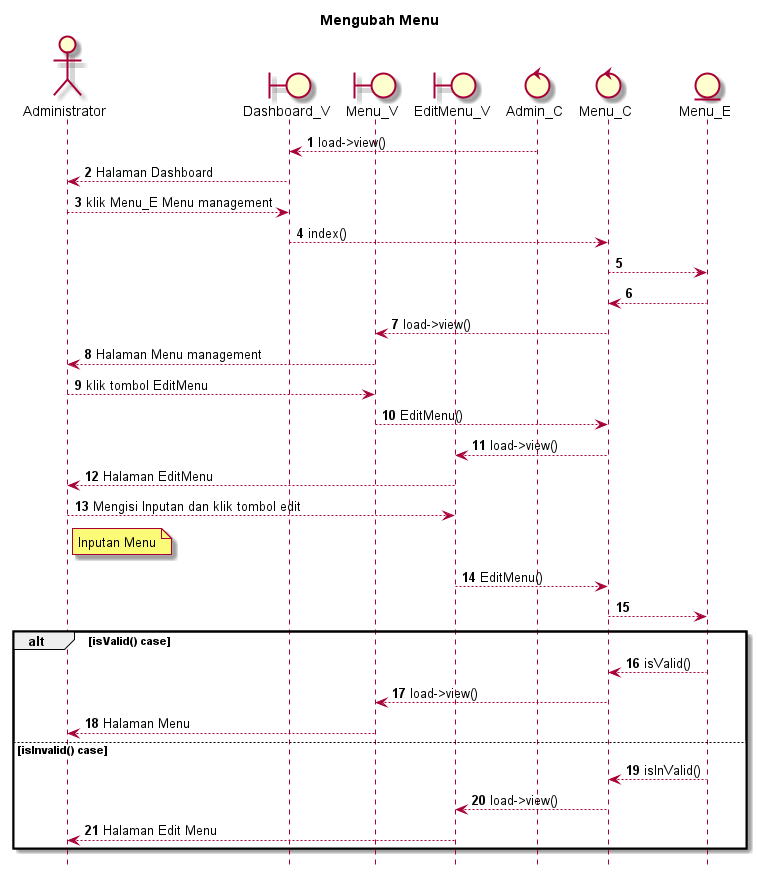 Mengubah Menu
Administrator
Dashboard_V
Menu_V
EditMenu_V
Admin_C
Menu_C
Menu_E
1 load->view()
2 Halaman Dashboard
3 klik Menu_E Menu management
4 index()
5
6
7 load->view()
8 Halaman Menu management
9 klik tombol EditMenu
10 EditMenu()
11 load->view()
12 Halaman EditMenu
13 Mengisi Inputan dan klik tombol edit
Inputan Menu
14 EditMenu()
15
alt [isValid() case]
16 isValid()
17 load->view()
18 Halaman Menu
[isInvalid() case]
19 isInValid()
20 load->view()
21 Halaman Edit Menu